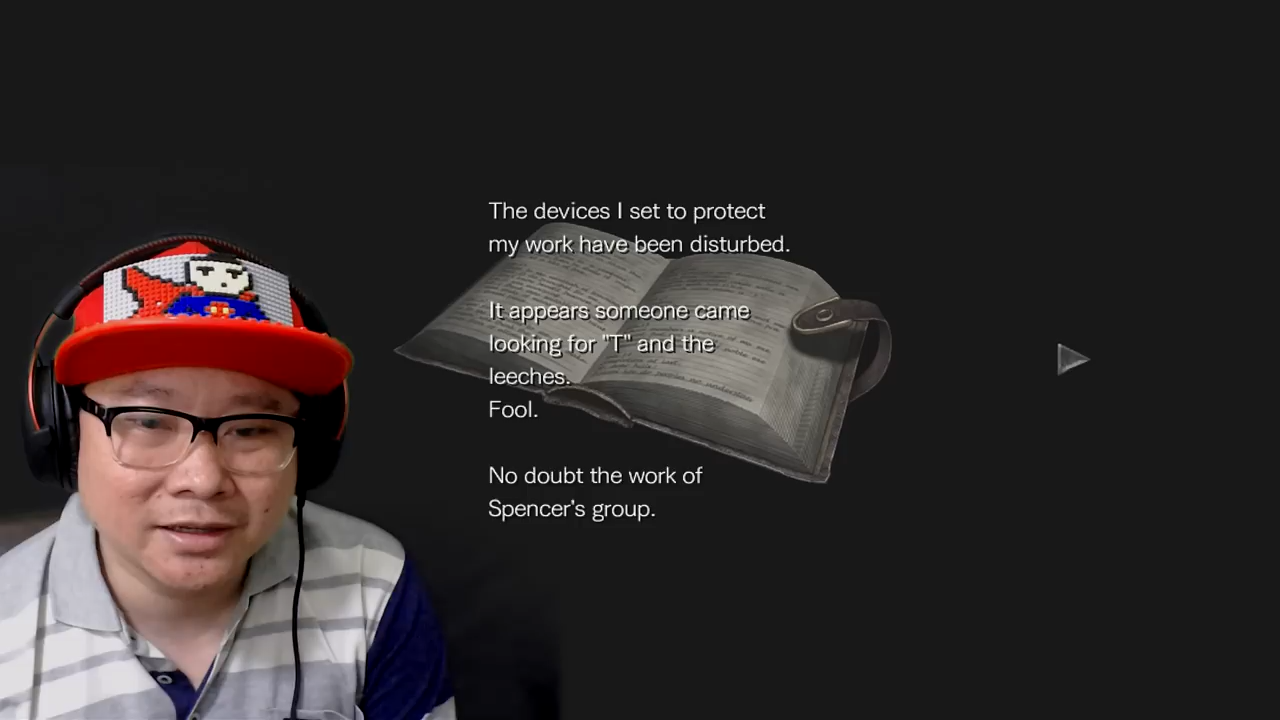 The devices I set to protect
my work have been disturbed.
It appears someone came
looking for "T" and the
leeches.
Fool.
No doubt the work of
Spencer's group.